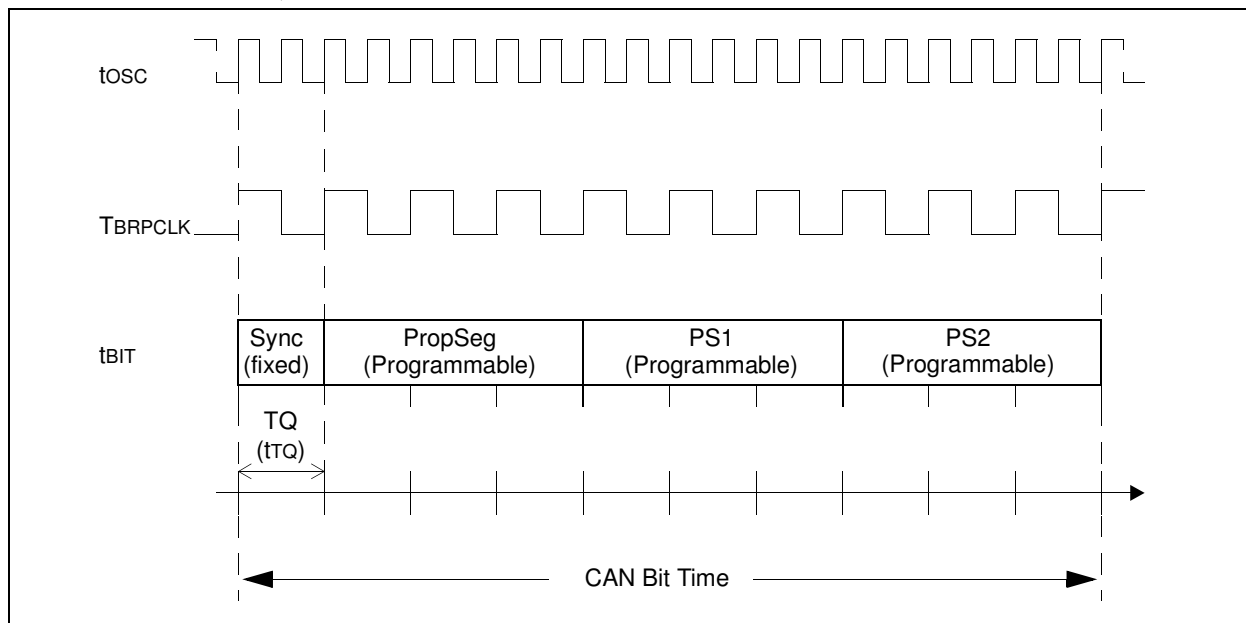 tOSC
TBRPCLK
tBIT
Sync
(fixed)
PropSeg
(Programmable)
PS1
(Programmable)
PS2
(Programmable)
TQ
(tTQ)
CAN Bit Time